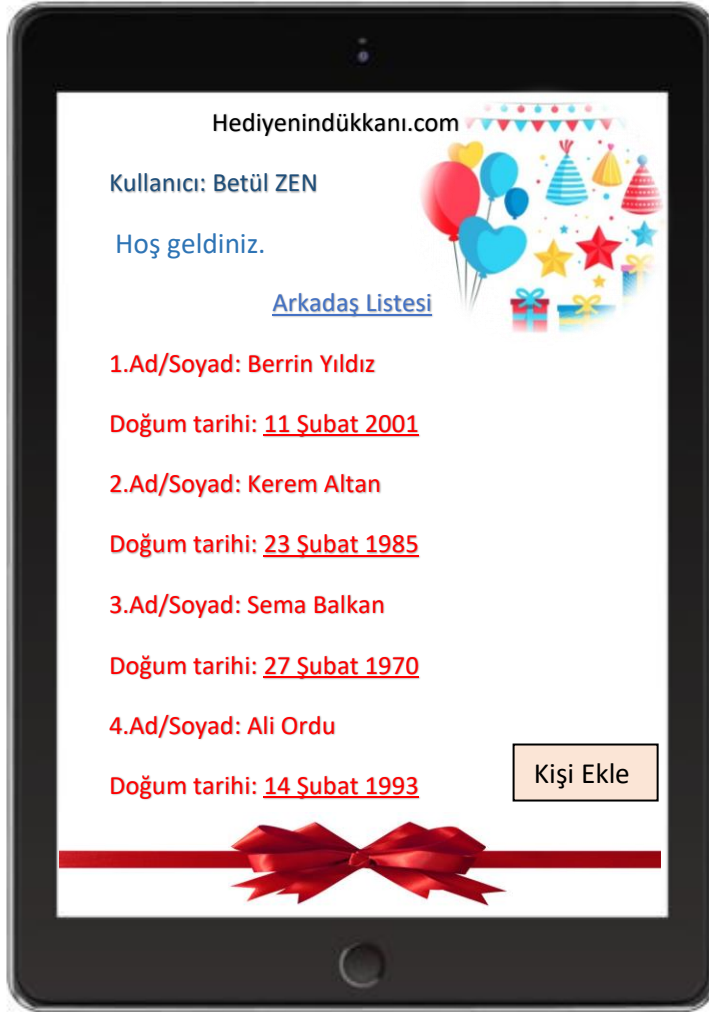 Hediyenindükkanı.com
Kullanıcı: Betül ZEN
Hoş geldiniz.
Arkadaş Listesi
1.Ad/Soyad: Berrin Yıldız
Doğum tarihi: 11 Şubat 2001
2.Ad/Soyad: Kerem Altan
Doğum tarihi: 23 Şubat 1985
3.Ad/Soyad: Sema Balkan
Doğum tarihi: 27 Şubat 1970
4.Ad/Soyad: Ali Ordu
Doğum tarihi: 14 Şubat 1993
Kişi Ekle